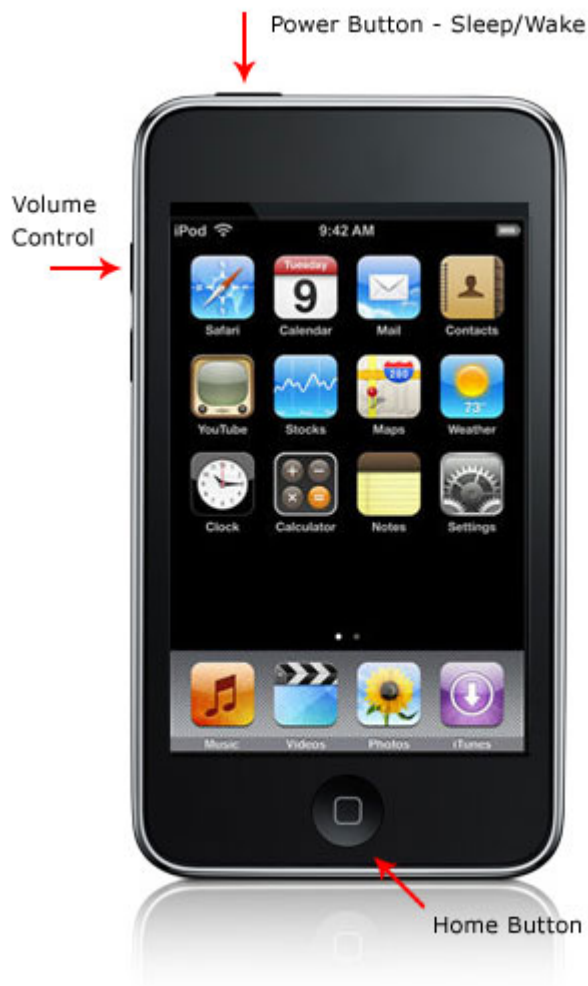 Power Button - Sleep/Wake
Volume
Control
iPod 9:42 AM
Tuesday
9
280
73°
Safari Calendar Mail Contacts
YouTube Stocks Maps Weather
Clock Calculator Notes Settings
Music Videos Photos iTunes
Home Button